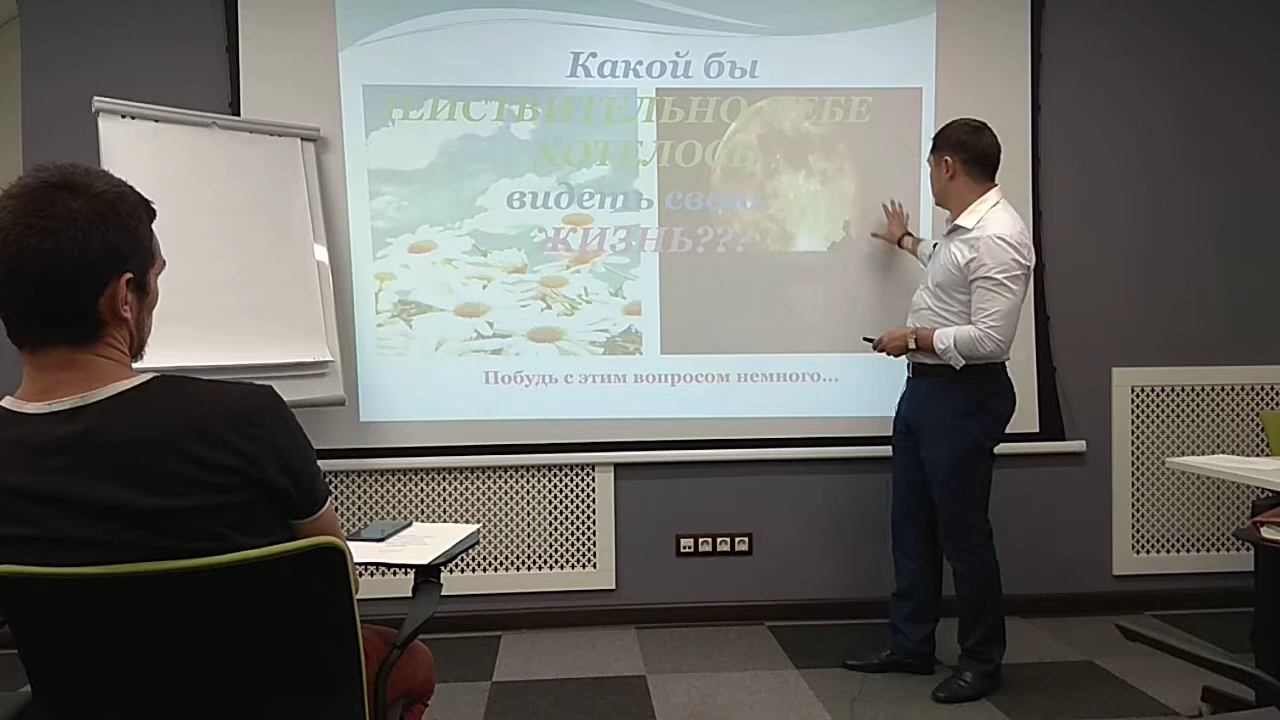 Какой бы
ДЕЙСТВИТЕЛЬНО ТЕБЕ
ХОТЕЛОСЬ
видеть свою
ЖИЗНЬ???
Побудь с этим вопросом немного...